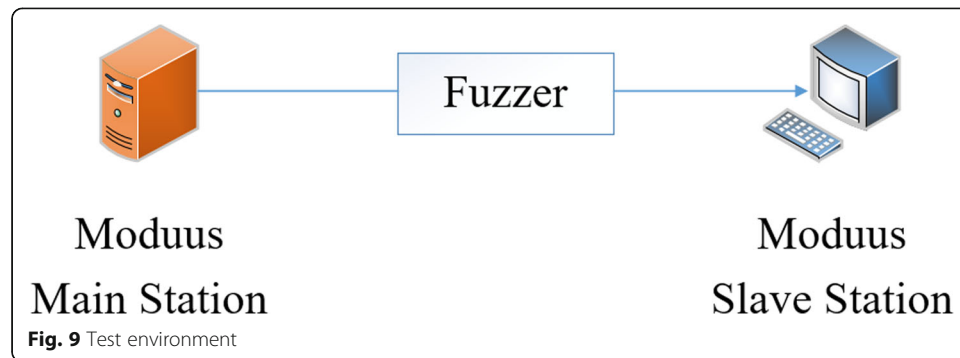 Fuzzer
Moduus
Main Station
Moduus
Slave Station
Fig. 9 Test environment